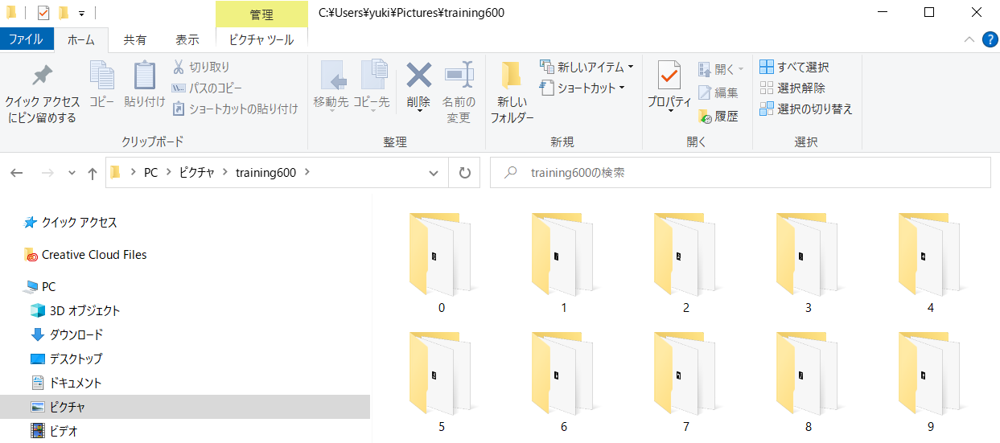 管理
C:¥Users¥yuki¥Pictures¥training600
ファイル
ホーム
共有
表示
ピクチャ ツール
クイック アクセス
にピン留めする
コピー
貼り付け
切り取り
パスのコピー
ショートカットの貼り付け
クリップボード
移動先
コピー先
削除
名前の
変更
整理
新しい
フォルダー
新しいアイテム
ショートカット
新規
プロパティ
開く
編集
履歴
開く
すべて選択
選択解除
選択の切り替え
選択
PC
ピクチャ
training600
training600の検索
クイック アクセス
Creative Cloud Files
PC
3D オブジェクト
ダウンロード
デスクトップ
ドキュメント
ピクチャ
ビデオ
0
1
2
3
4
5
6
7
8
9